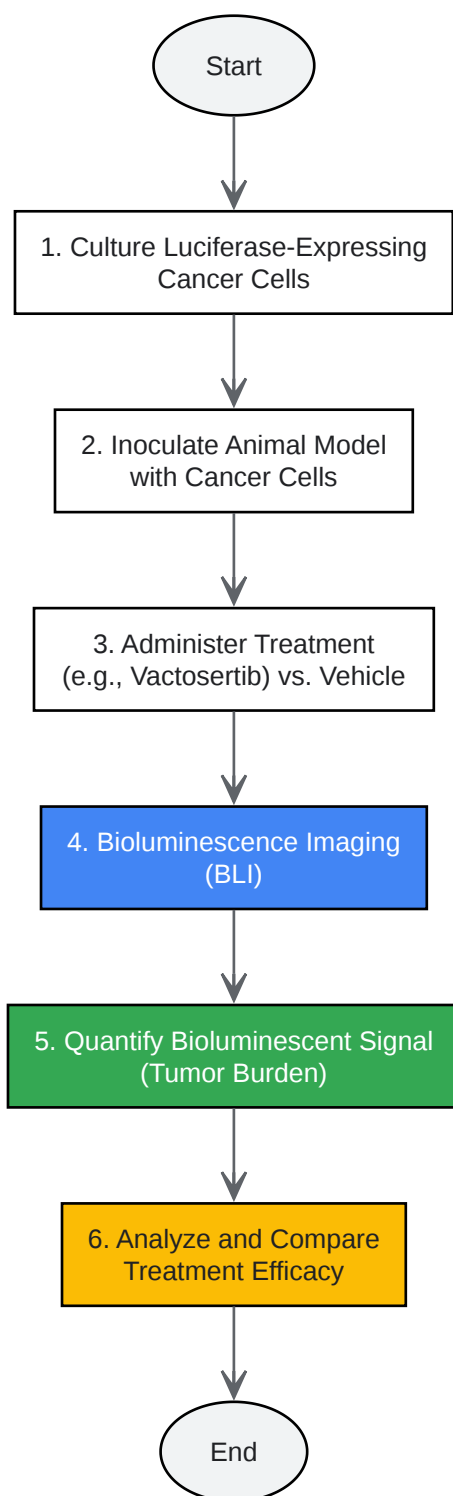 Start
1. Culture Luciferase-Expressing
Cancer Cells
2. Inoculate Animal Model
with Cancer Cells
3. Administer Treatment
(e.g., Vactosertib) vs. Vehicle
4. Bioluminescence Imaging
(BLI)
5. Quantify Bioluminescent Signal
(Tumor Burden)
6. Analyze and Compare
Treatment Efficacy
End